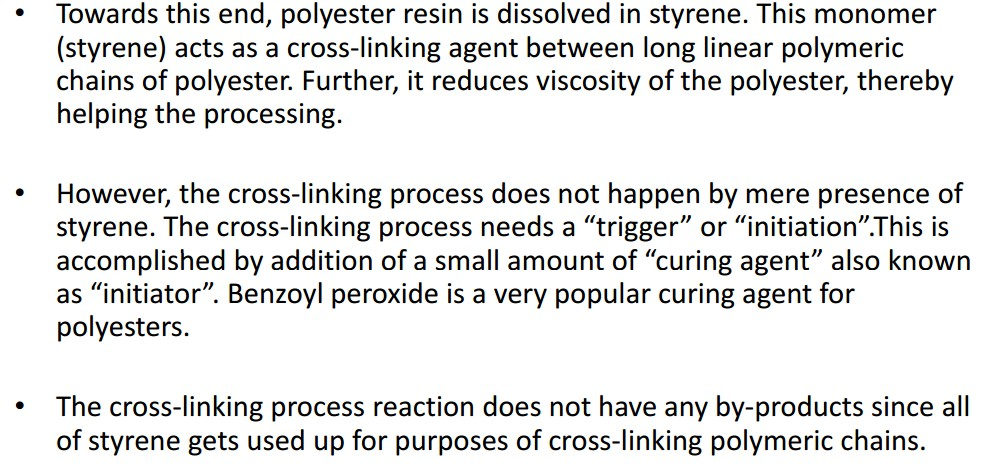 • Towards this end, polyester resin is dissolved in styrene. This monomer
(styrene) acts as a cross-linking agent between long linear polymeric
chains of polyester. Further, it reduces viscosity of the polyester, thereby
helping the processing.
• However, the cross-linking process does not happen by mere presence of
styrene. The cross-linking process needs a “trigger” or “initiation”.This is
accomplished by addition of a small amount of “curing agent” also known
as “initiator”. Benzoyl peroxide is a very popular curing agent for
polyesters.
• The cross-linking process reaction does not have any by-products since all
of styrene gets used up for purposes of cross-linking polymeric chains.